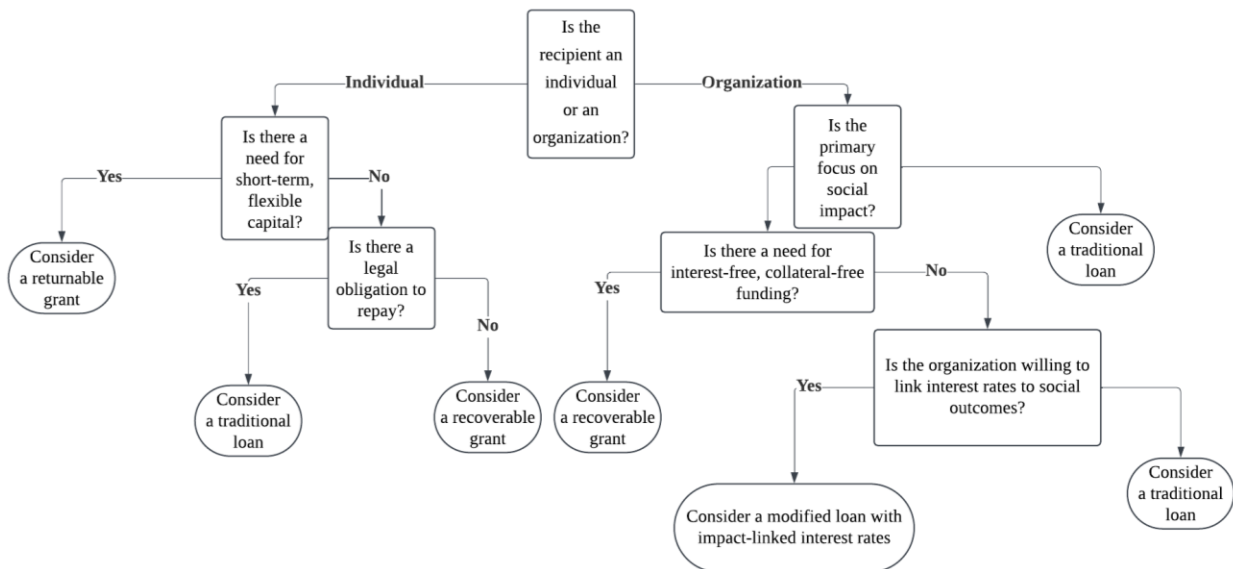 Is the
recipient an
individual
or an
organization?
Individual
Organization
Is there a
need for
short-term,
flexible
capital?
Yes
No
Consider
a returnable
grant
Is there a
legal
obligation to
repay?
Yes
No
Consider
a traditional
loan
Consider
a recoverable
grant
Is the
primary
focus on
social
impact?
Consider
a traditional
loan
Is there a need for
interest-free, collateral-free
funding?
Yes
No
Consider
a recoverable
grant
Is the organization willing to
link interest rates to social
outcomes?
Yes
Consider a modified loan with
impact-linked interest rates
Consider
a traditional
loan